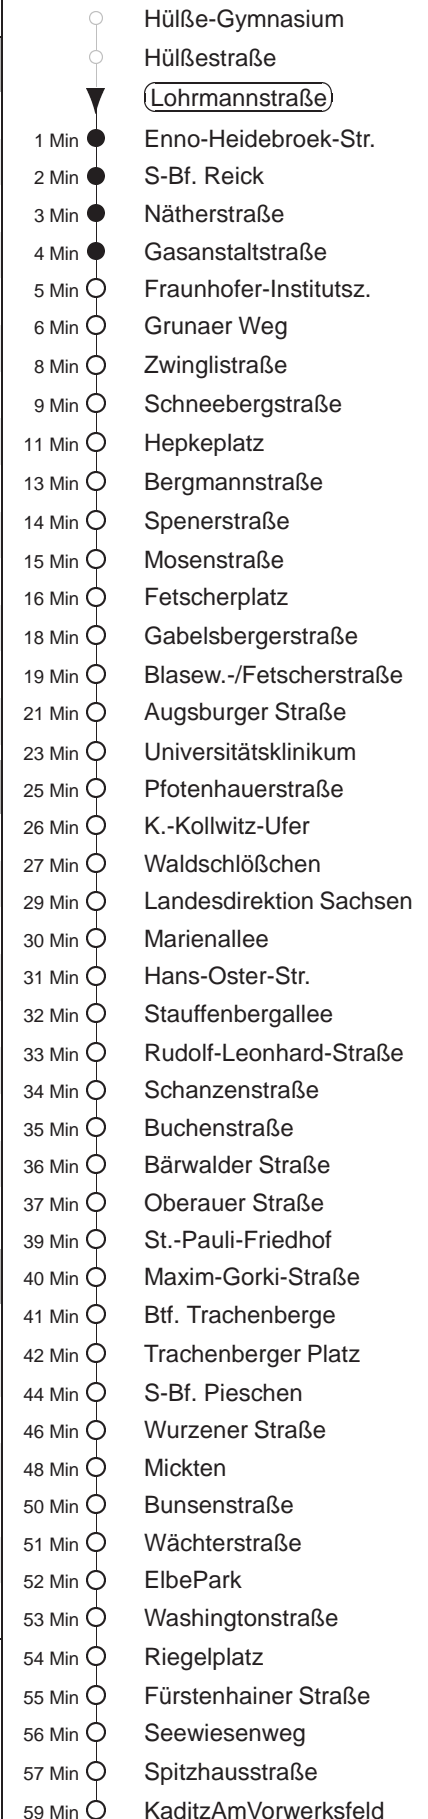 Hülße-Gymnasium
Hülßestraße
Lohrmannstraße
1 Min Enno-Heidebroek-Str.
2 Min S-Bf. Reick
3 Min Nätherstraße
4 Min Gasanstaltstraße
5 Min Fraunhofer-Institutsz.
6 Min Grunaer Weg
8 Min Zwinglistraße
9 Min Schneebergstraße
11 Min Hepkeplatz
13 Min Bergmannstraße
14 Min Spenerstraße
15 Min Mosenstraße
16 Min Fetscherplatz
18 Min Gabelsbergerstraße
19 Min Blasew.-/Fetscherstraße
21 Min Augsburger Straße
23 Min Universitätsklinikum
25 Min Pfotenhauerstraße
26 Min K.-Kollwitz-Ufer
27 Min Waldschlößchen
29 Min Landesdirektion Sachsen
30 Min Marienallee
31 Min Hans-Oster-Str.
32 Min Stauffenbergallee
33 Min Rudolf-Leonhard-Straße
34 Min Schanzenstraße
35 Min Buchenstraße
36 Min Bärwalder Straße
37 Min Oberauer Straße
39 Min St.-Pauli-Friedhof
40 Min Maxim-Gorki-Straße
41 Min Btf. Trachenberge
42 Min Trachenberger Platz
44 Min S-Bf. Pieschen
46 Min Wurzener Straße
48 Min Mickten
50 Min Bunsenstraße
51 Min Wächterstraße
52 Min ElbePark
53 Min Washingtonstraße
54 Min Riegelplatz
55 Min Fürstenhainer Straße
56 Min Seewiesenweg
57 Min Spitzhausstraße
59 Min KaditzAmVorwerksfeld